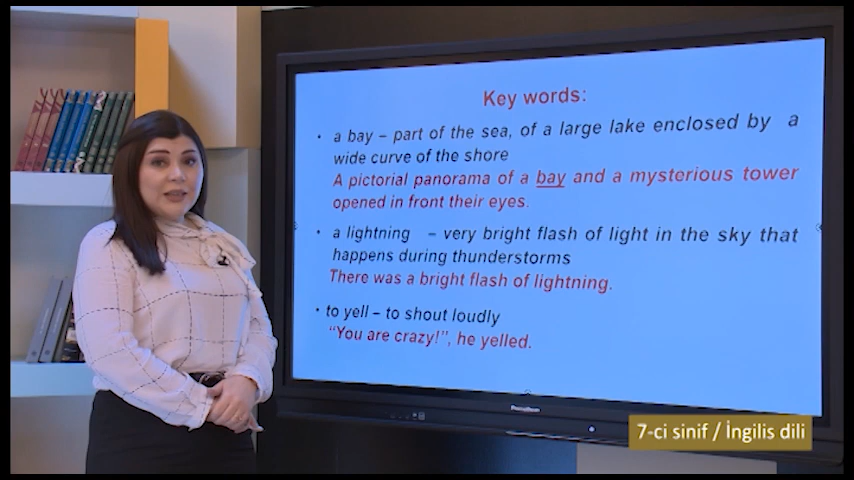 Key words:
• a bay – part of the sea, of a large lake enclosed by a
wide curve of the shore
A pictorial panorama of a bay and a mysterious tower
opened in front their eyes.
• a lightning – very bright flash of light in the sky that
happens during thunderstorms
There was a bright flash of lightning.
• to yell – to shout loudly
"You are crazy!", he yelled.
Promethean
7-ci sinif / İngilis dili